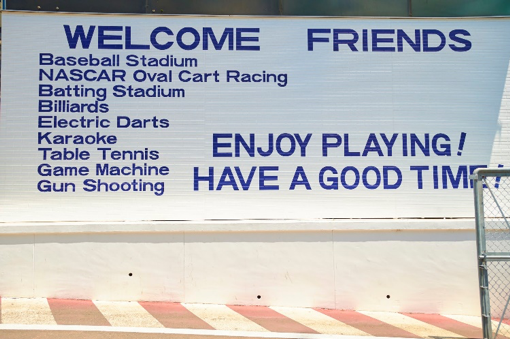 WELCOME FRIENDS
Baseball Stadium
NASCAR Oval Cart Racing
Batting Stadium
Billiards
Electric Darts
Karaoke
Table Tennis
Game Machine
Gun Shooting
ENJOY PLAYING!
HAVE A GOOD TIME!